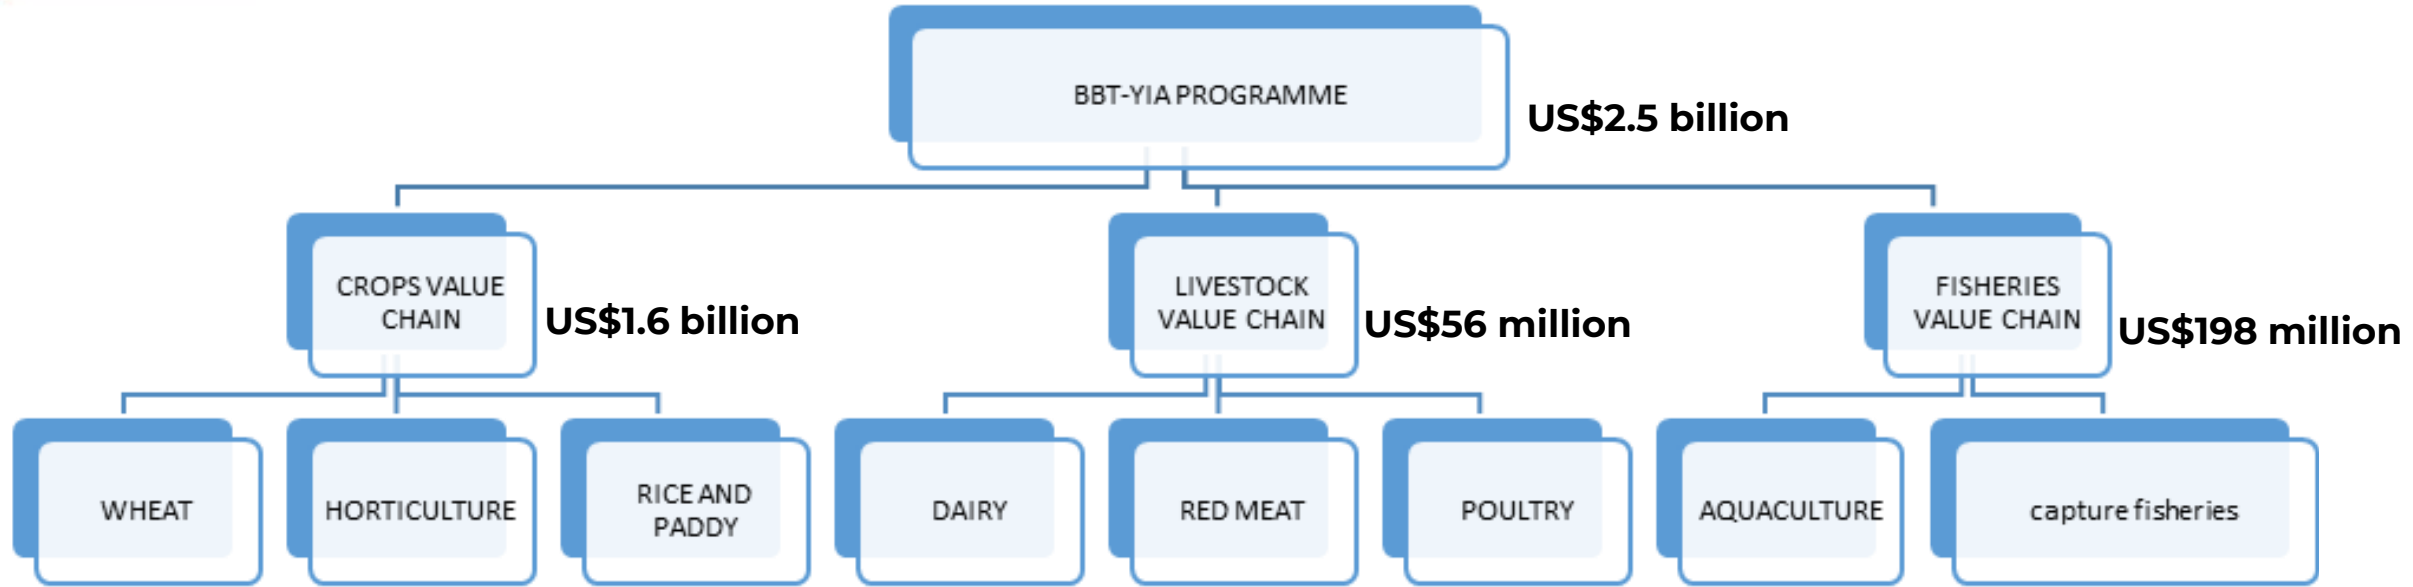 BBT-YIA PROGRAMME
US$2.5 billion
CROPS VALUE
CHAIN
US$1.6 billion
LIVESTOCK
VALUE CHAIN
US$56 million
FISHERIES
VALUE CHAIN
US$198 million
WHEAT
HORTICULTURE
RICE AND
PADDY
DAIRY
RED MEAT
POULTRY
AQUACULTURE
capture fisheries